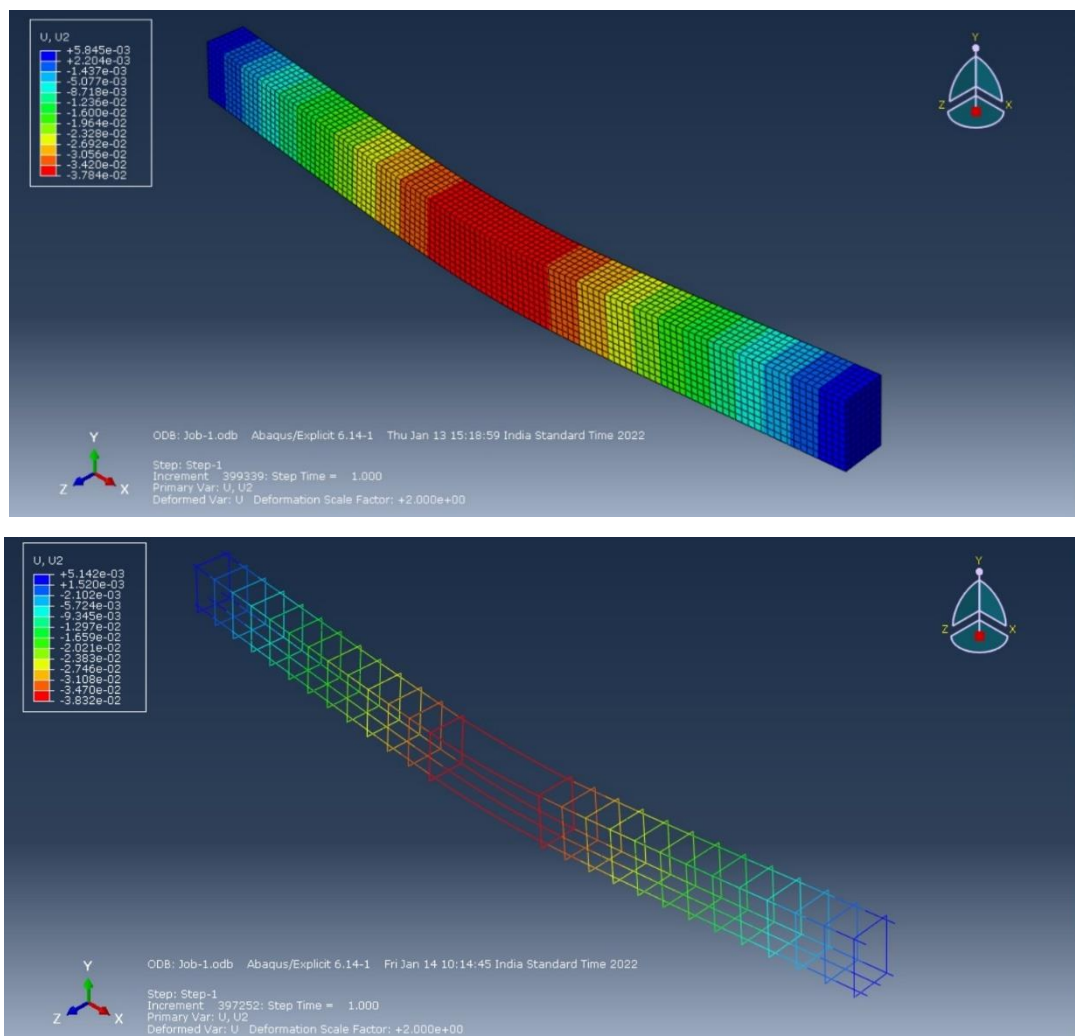 U, U2
+5.845e-03
+2.204e-03
-1.437e-03
-5.077e-03
-8.718e-03
-1.236e-02
-1.600e-02
-1.964e-02
-2.328e-02
-2.692e-02
-3.056e-02
-3.420e-02
-3.784e-02
Y
Z
X
Y
Z
X
ODB: Job-1.odb Abaqus/Explicit 6.14-1 Thu Jan 13 15:18:59 India Standard Time 2022
Step: Step-1
Increment 399339: Step Time = 1.000
Primary Var: U, U2
Deformed Var: U Deformation Scale Factor: +2.000e+00
U, U2
+5.142e-03
+1.520e-03
-2.102e-03
-5.724e-03
-9.345e-03
-1.297e-02
-1.659e-02
-2.021e-02
-2.383e-02
-2.746e-02
-3.108e-02
-3.470e-02
-3.832e-02
Y
Z
X
Y
Z
X
ODB: Job-1.odb Abaqus/Explicit 6.14-1 Fri Jan 14 10:14:45 India Standard Time 2022
Step: Step-1
Increment 397252: Step Time = 1.000
Primary Var: U, U2
Deformed Var: U Deformation Scale Factor: +2.000e+00